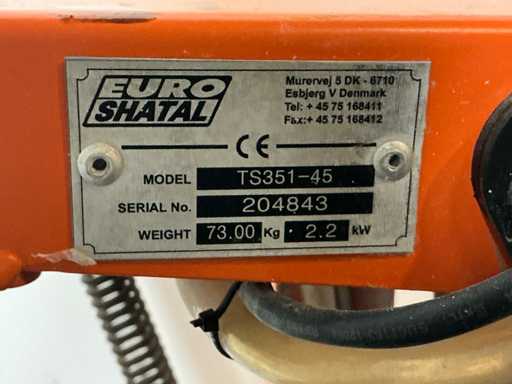 EURO
SHATAL
Murervej 5 DK - 6710
Esbjerg V Denmark
Tel: + 45 75 168411
Fax:+ 45 75 168412
CE
MODEL TS351-45
SERIAL No. 204843
WEIGHT 73.00 Kg 2.2 kW